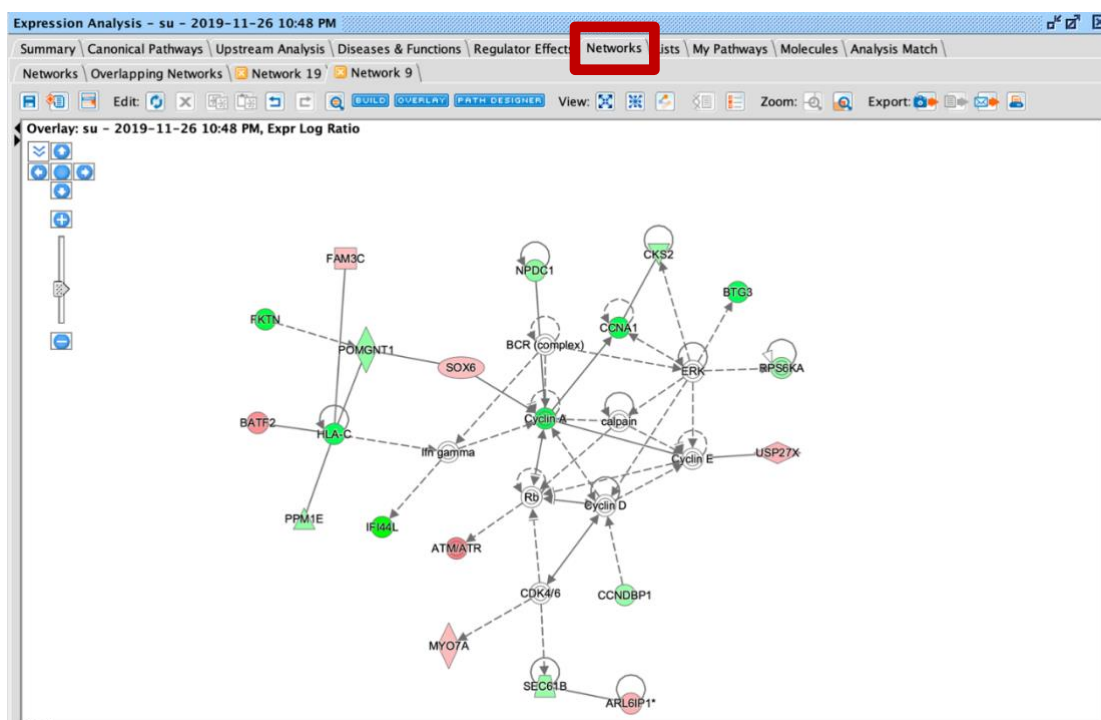 Expression Analysis - su - 2019-11-26 10:48 PM
Summary Canonical Pathways Upstream Analysis Diseases & Functions Regulator Effects Networks Lists My Pathways Molecules Analysis Match
Networks Overlapping Networks Network 19 Network 9
Edit: BUILD OVERLAY PATH DESIGNER View: Zoom: Export:
Overlay: su - 2019-11-26 10:48 PM, Expr Log Ratio
FAM3C
NPDC1
CKS2
BTG3
FKTN
CCNA1
POMGNT1
BCR (complex)
SOX6
ERK
RPS6KA
BATF2
HLA-C
Cyclin A
calpain
Ifn gamma
Cyclin E
USP27X
Rb
Cyclin D
PPM1E
IFI44L
ATM/ATR
CDK4/6
CCNDBP1
MYO7A
SEC61B
ARL6IP1*